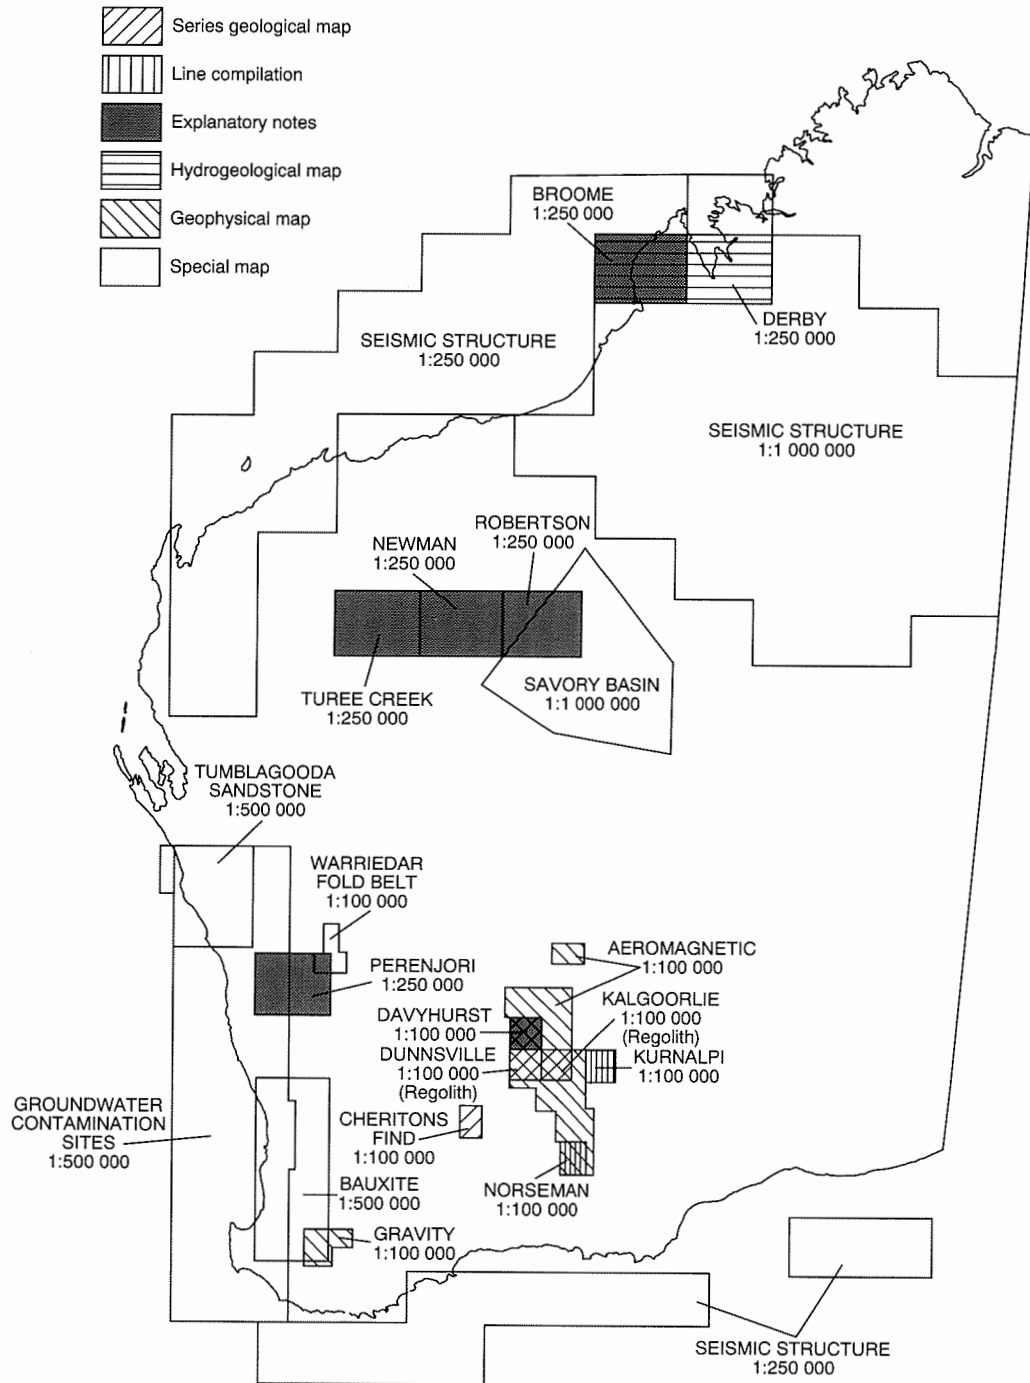 Series geological map
Line compilation
Explanatory notes
Hydrogeological map
Geophysical map
Special map
BROOME
1:250 000
DERBY
1:250 000
SEISMIC STRUCTURE
1:250 000
SEISMIC STRUCTURE
1:1 000 000
ROBERTSON
1:250 000
NEWMAN
1:250 000
TUREE CREEK
1:250 000
SAVORY BASIN
1:1 000 000
TUMBLAGOODA
SANDSTONE
1:500 000
WARRIEDAR
FOLD BELT
1:100 000
PERENJORI
1:250 000
AEROMAGNETIC
1:100 000
DAVYHURST
1:100 000
KALGOORLIE
1:100 000
(Regolith)
DUNNSVILLE
1:100 000
(Regolith)
KURNALPI
1:100 000
GROUNDWATER
CONTAMINATION
SITES
1:500 000
CHERITONS
FIND
1:100 000
BAUXITE
1:500 000
NORSEMAN
1:100 000
GRAVITY
1:100 000
SEISMIC STRUCTURE
1:250 000